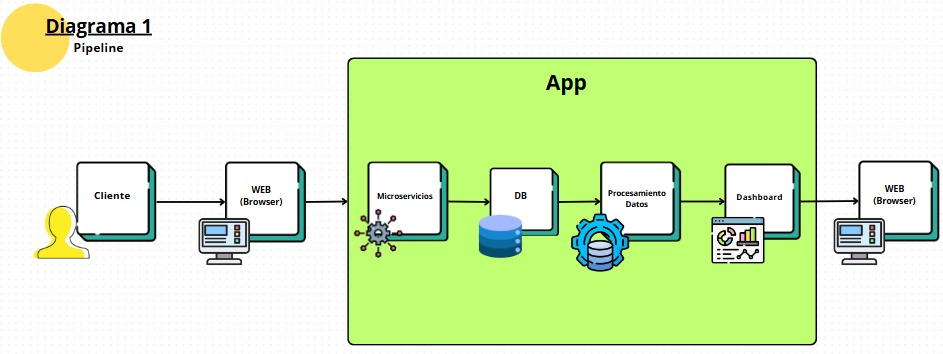 Diagrama 1
Pipeline
App
Cliente
WEB
(Browser)
Microservicios
DB
Procesamiento
Datos
Dashboard
WEB
(Browser)